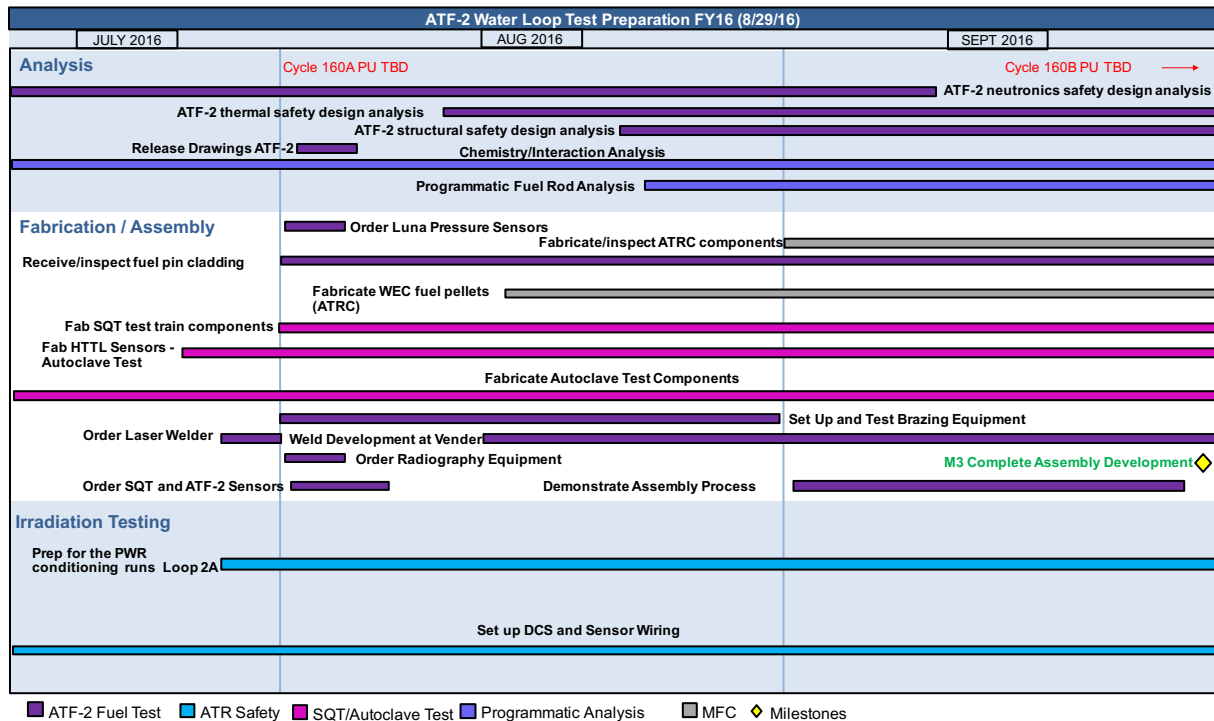 ATF-2 Water Loop Test Preparation FY16 (8/29/16)
JULY 2016
AUG 2016
SEPT 2016
Analysis
Cycle 160A PU TBD
Cycle 160B PU TBD
ATF-2 neutronics safety design analysis
ATF-2 thermal safety design analysis
ATF-2 structural safety design analysis
Release Drawings ATF-2
Chemistry/Interaction Analysis
Programmatic Fuel Rod Analysis
Fabrication / Assembly
Order Luna Pressure Sensors
Fabricate/inspect ATRC components
Receive/inspect fuel pin cladding
Fabricate WEC fuel pellets
(ATRC)
Fab SQT test train components
Fab HTTL Sensors -
Autoclave Test
Fabricate Autoclave Test Components
Set Up and Test Brazing Equipment
Order Laser Welder
Weld Development at Vender
Order Radiography Equipment
M3 Complete Assembly Development
Order SQT and ATF-2 Sensors
Demonstrate Assembly Process
Irradiation Testing
Prep for the PWR
conditioning runs Loop 2A
Set up DCS and Sensor Wiring
ATF-2 Fuel Test
ATR Safety
SQT/Autoclave Test
Programmatic Analysis
MFC
Milestones